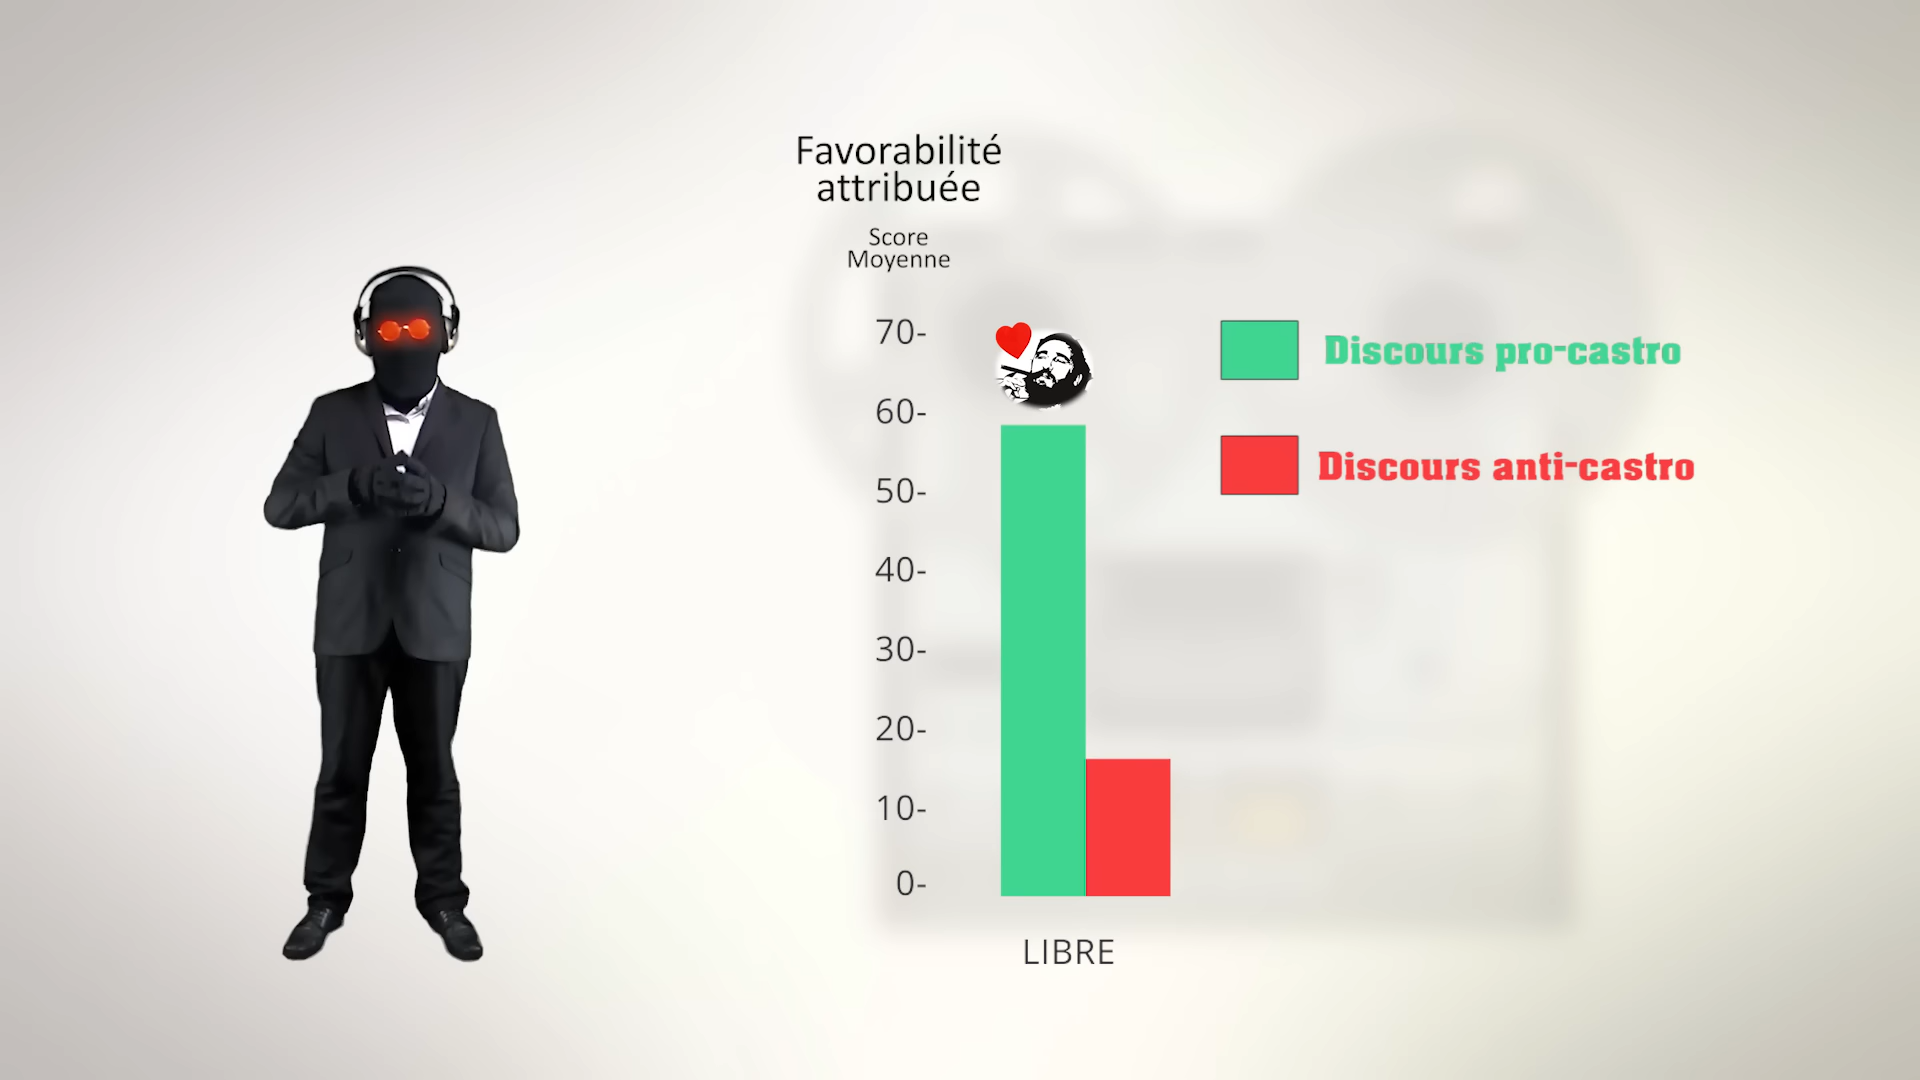 Favorabilité
attribuée
Score
Moyenne
70-
60-
50-
40-
30-
20-
10-
0-
LIBRE
Discours pro-castro
Discours anti-castro